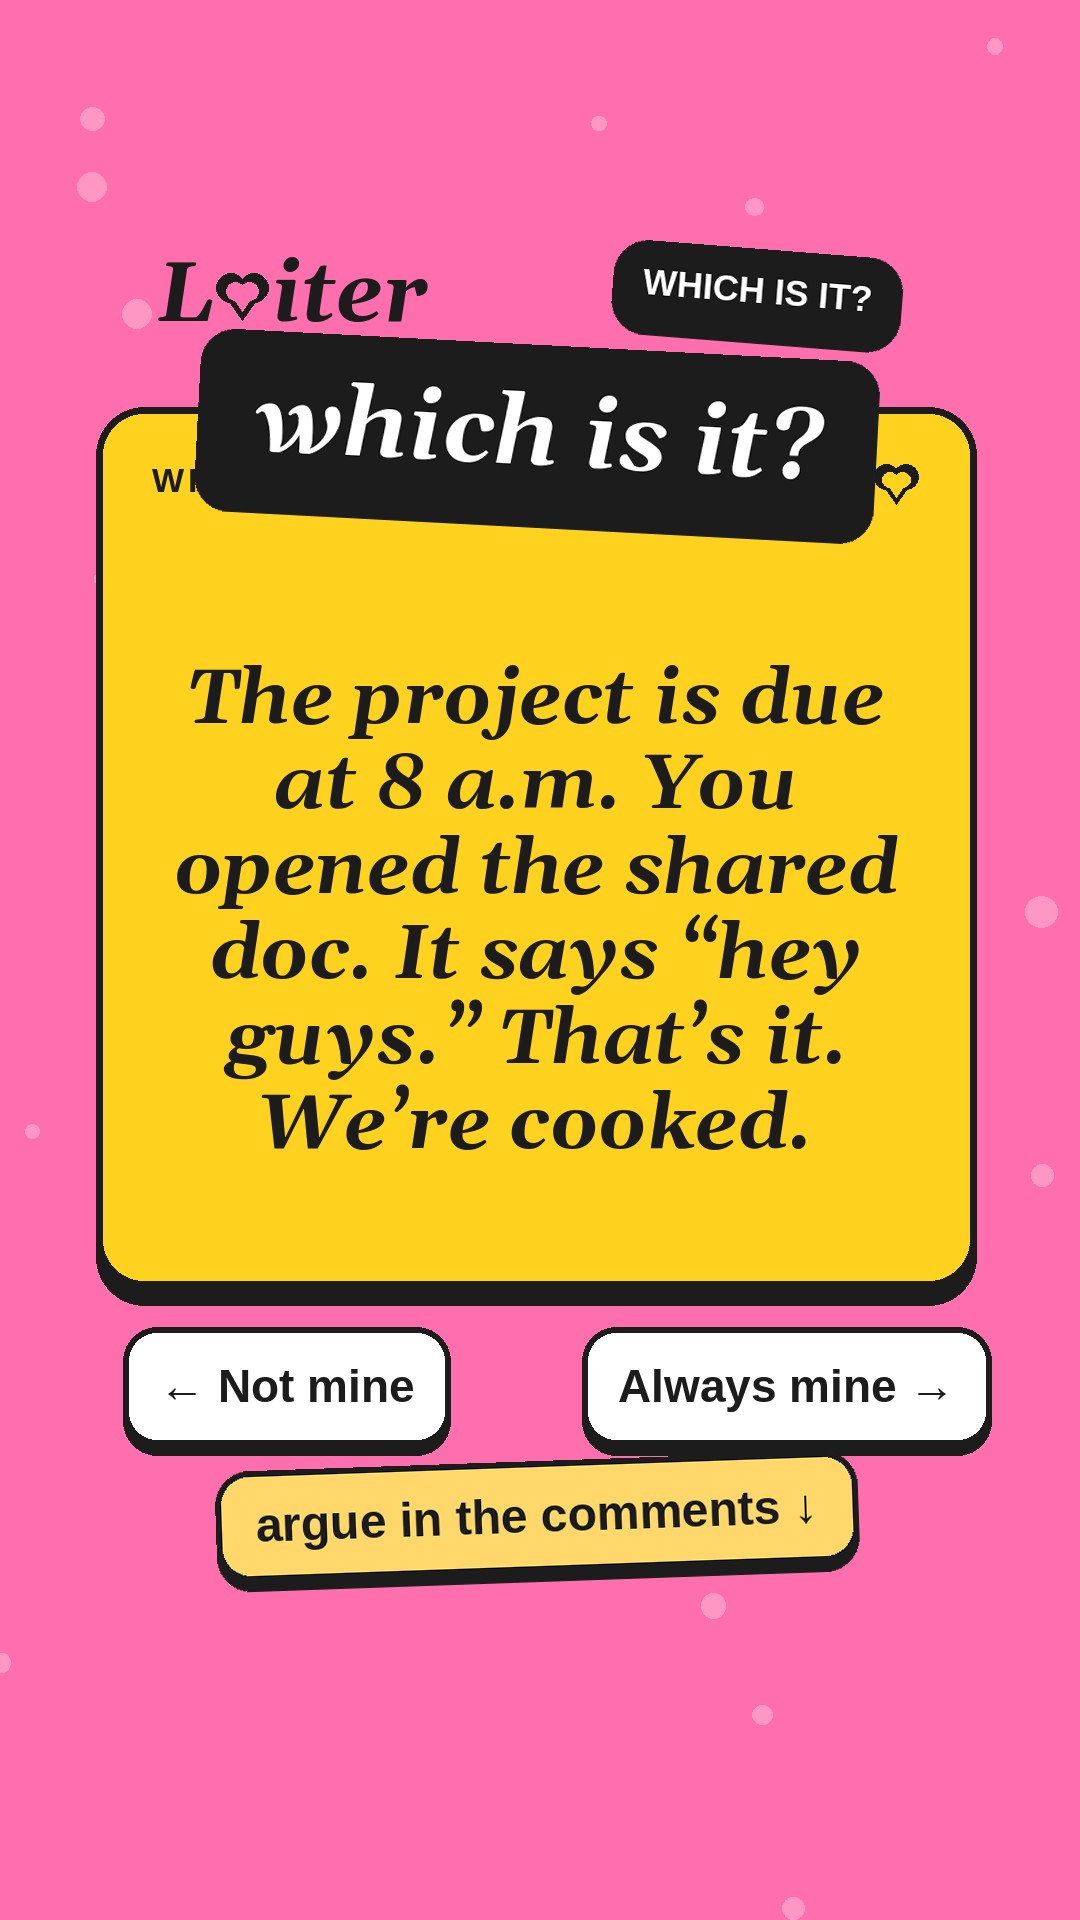 Loiter
WHICH IS IT?
which is it?
The project is due
at 8 a.m. You
opened the shared
doc. It says “hey
guys.” That’s it.
We’re cooked.
← Not mine
Always mine →
argue in the comments ↓